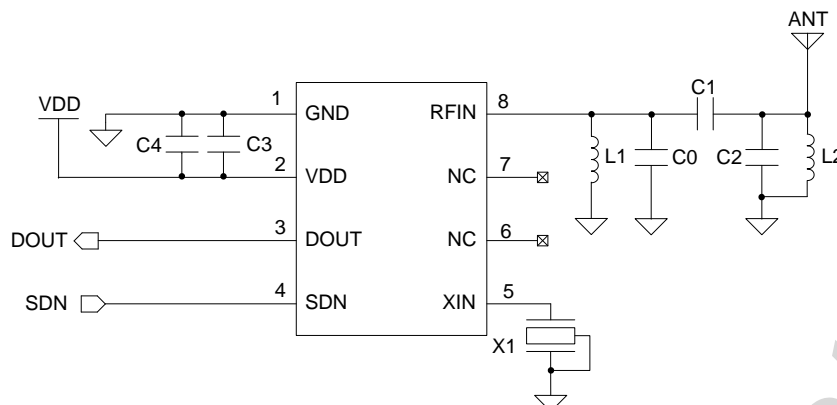 ANT
VDD
C4
C3
1
GND
2
VDD
DOUT
3
DOUT
SDN
4
SDN
RFIN
8
NC
7
NC
6
XIN
5
X1
L1
C0
C1
C2
L2